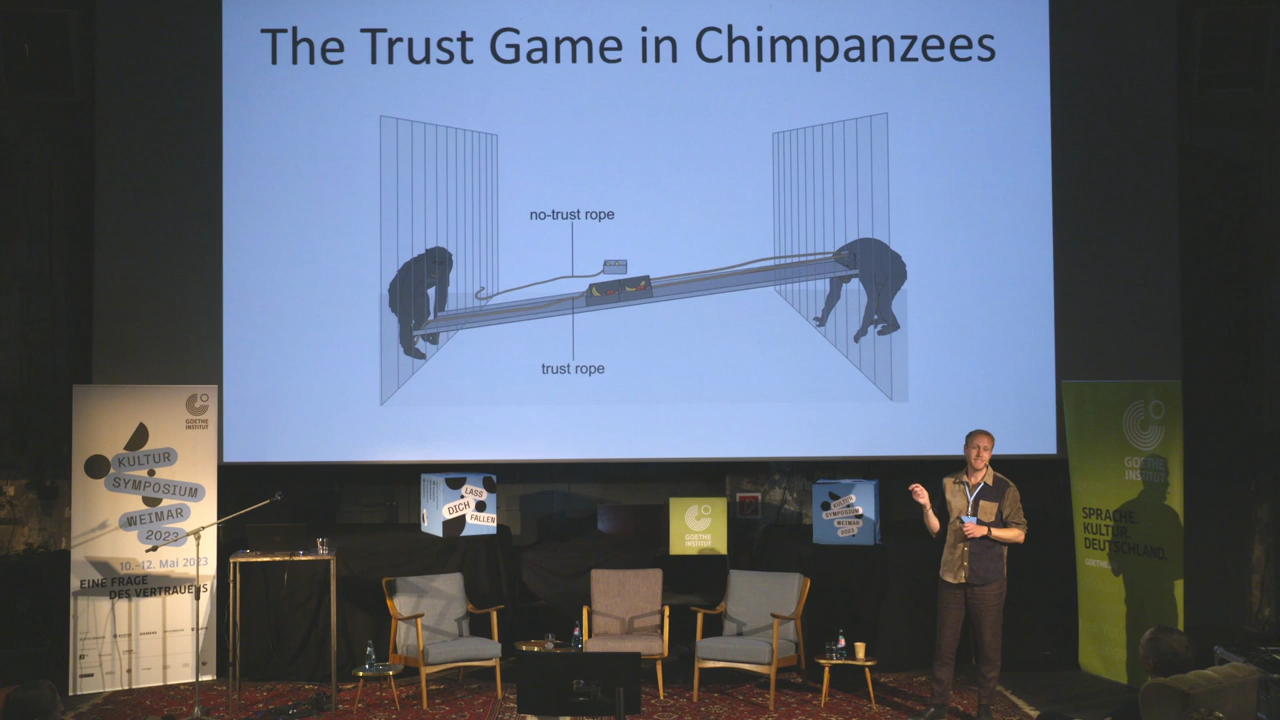 The Trust Game in Chimpanzees
no-trust rope
trust rope
GOETHE
INSTITUT
KULTUR
SYMPOSIUM
WEIMAR
2023
10.–12. Mai 2023
EINE FRAGE
DES VERTRAUENS
LASS
DICH
FALLEN
GOETHE
INSTITUT
KULTUR
SYMPOSIUM
WEIMAR
2023
GOETHE
INSTITUT
SPRACHE.
KULTUR.
DEUTSCHLAND.